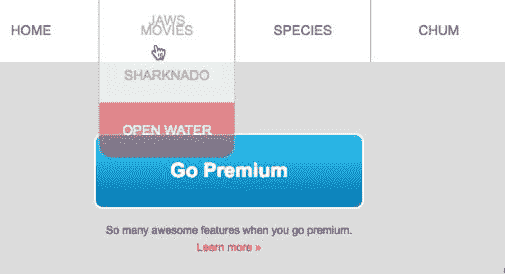 HOME
JAWS
MOVIES
SPECIES
CHUM
SHARKNADO
OPEN WATER
Go Premium
So many awesome features when you go premium.
Learn more »